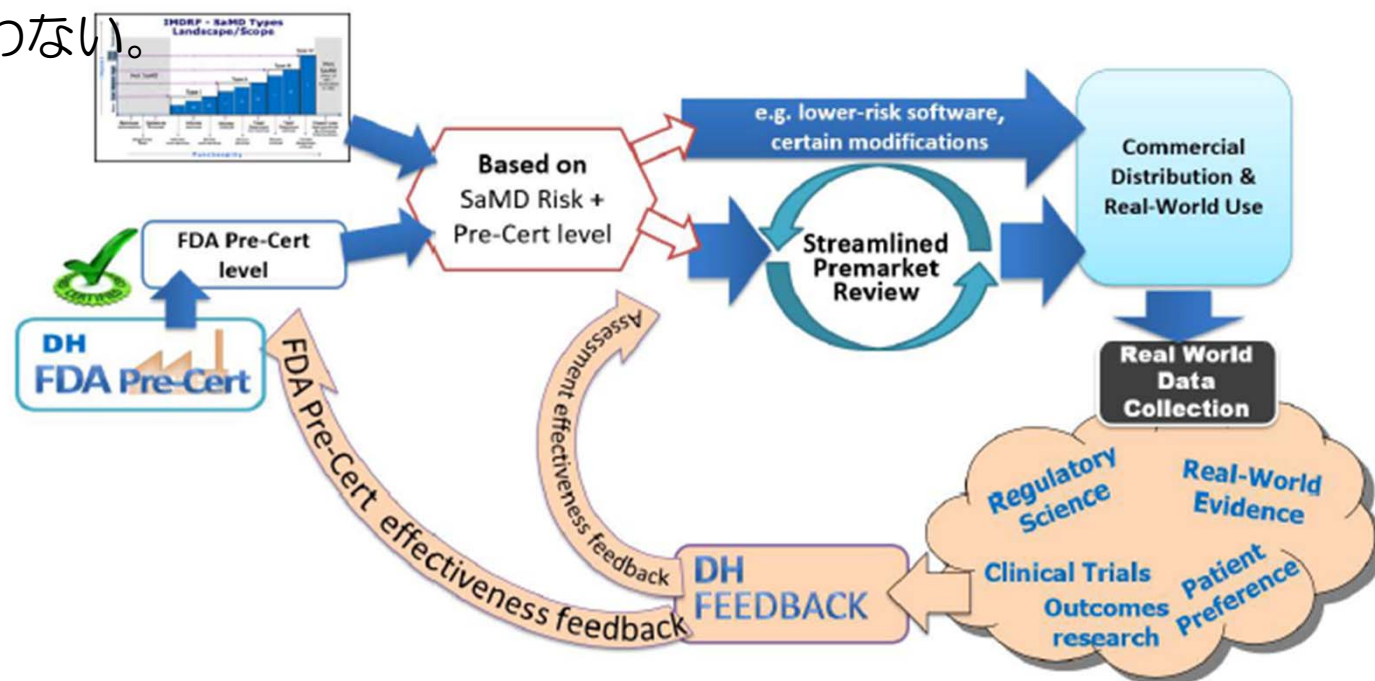 わない。
IMDRF - SaMD Types
Landscape/Scope
Functionality
e.g. lower-risk software,
certain modifications
Based on
SaMD Risk +
Pre-Cert level
Commercial
Distribution &
Real-World Use
FDA Pre-Cert
level
Streamlined
Premarket
Review
DH
FDA Pre-Cert
Real World
Data
Collection
Assessment effectiveness feedback
FDA Pre-Cert effectiveness feedback
Regulatory
Science
Real-World
Evidence
Clinical Trials
Patient
Preference
Outcomes
research
DH
FEEDBACK